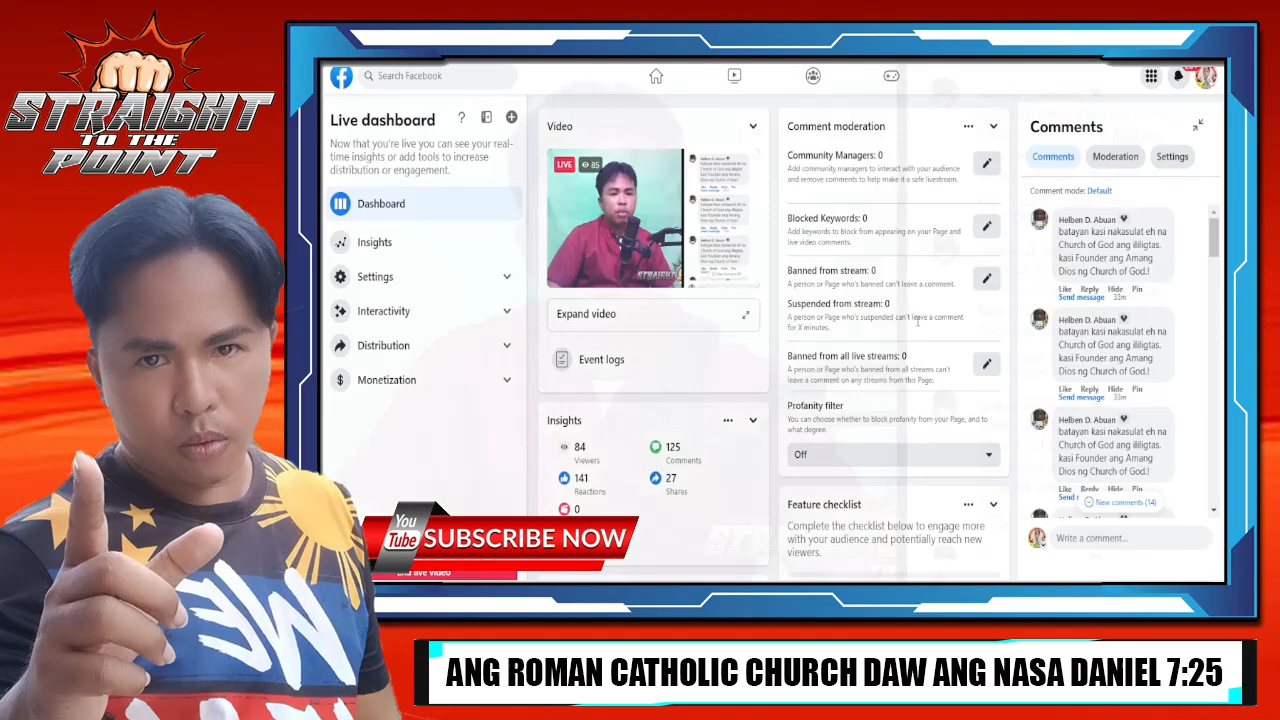 STRAIGHT
TO THE
POINT
Search Facebook
Live dashboard
Now that you're live you can see your real-
time insights or add tools to increase
distribution or engagement.
Dashboard
Insights
Settings
Interactivity
Distribution
Monetization
Video
LIVE
85
STRAIGHT
Expand video
Event logs
Insights
84
Viewers
125
Comments
141
Reactions
27
Shares
0
Comment moderation
Community Managers: 0
Add community managers to interact with your audience
and remove comments to help make it a safe livestream.
Blocked Keywords: 0
Add keywords to block from appearing on your Page and
live video comments.
Banned from stream: 0
A person or Page who's banned can't leave a comment.
Suspended from stream: 0
A person or Page who's suspended can't leave a comment
for X minutes.
Banned from all live streams: 0
A person or Page who's banned from all streams can't
leave a comment on any streams from this Page.
Profanity filter
You can choose whether to block profanity from your Page, and to
what degree.
Off
Feature checklist
Complete the checklist below to engage more
with your audience and potentially reach new
viewers.
Comments
Comments
Moderation
Settings
Comment mode: Default
Helben D. Abuan
batayan kasi nakasulat eh na
Church of God ang ililigtas.
kasi Founder ang Amang
Dios ng Church of God.!
Like Reply Hide Pin
Send message 33m
Helben D. Abuan
batayan kasi nakasulat eh na
Church of God ang ililigtas.
kasi Founder ang Amang
Dios ng Church of God.!
Like Reply Hide Pin
Send message 33m
Helben D. Abuan
batayan kasi nakasulat eh na
Church of God ang ililigtas.
kasi Founder ang Amang
Dios ng Church of God.!
Like Reply Hide Pin
New comments (14)
Write a comment...
You
Tube
SUBSCRIBE NOW
End live video
ANG ROMAN CATHOLIC CHURCH DAW ANG NASA DANIEL 7:25